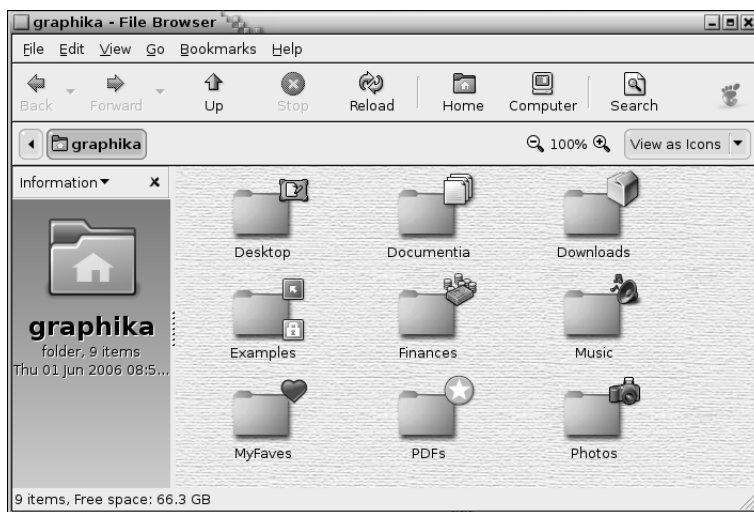 graphika - File Browser
File Edit View Go Bookmarks Help
Back Forward Up Stop Reload Home Computer Search
graphika 100% View as Icons
Information
graphika
folder, 9 items
Thu 01 Jun 2006 08:5...
Desktop Documentia Downloads
Examples Finances Music
MyFaves PDFs Photos
9 items, Free space: 66.3 GB